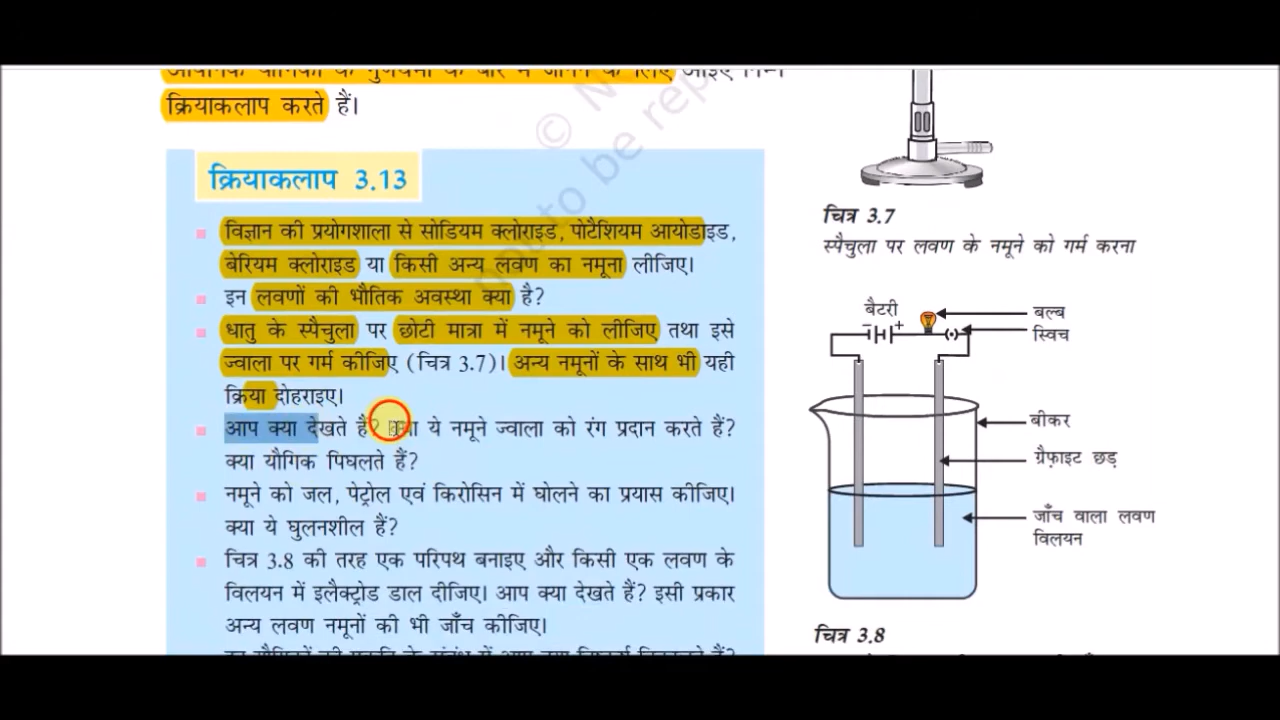 क्रियाकलाप करते हैं।
क्रियाकलाप 3.13
विज्ञान की प्रयोगशाला से सोडियम क्लोराइड, पोटैशियम आयोडाइड,
बेरियम क्लोराइड या किसी अन्य लवण का नमूना लीजिए।
इन लवणों की भौतिक अवस्था क्या है?
धातु के स्पैचुला पर छोटी मात्रा में नमूने को लीजिए तथा इसे
ज्वाला पर गर्म कीजिए (चित्र 3.7)। अन्य नमूनों के साथ भी यही
क्रिया दोहराइए।
आप क्या देखते हैं? क्या ये नमूने ज्वाला को रंग प्रदान करते हैं?
क्या यौगिक पिघलते हैं?
नमूने को जल, पेट्रोल एवं किरोसिन में घोलने का प्रयास कीजिए।
क्या ये घुलनशील हैं?
चित्र 3.8 की तरह एक परिपथ बनाइए और किसी एक लवण के
विलयन में इलैक्ट्रोड डाल दीजिए। आप क्या देखते हैं? इसी प्रकार
अन्य लवण नमूनों की भी जाँच कीजिए।
चित्र 3.7
स्पैचुला पर लवण के नमूने को गर्म करना
बैटरी
बल्ब
स्विच
बीकर
ग्रैफ़ाइट छड़
जाँच वाला लवण
विलयन
चित्र 3.8